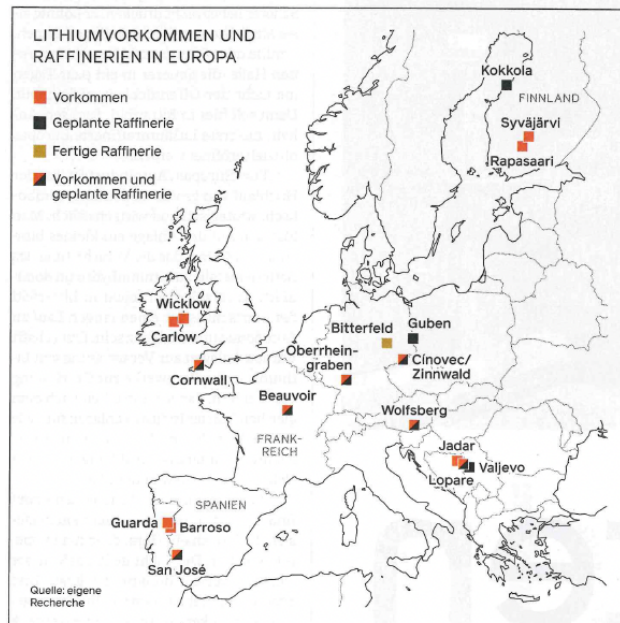 LITHIUMVORKOMMEN UND
RAFFINERIEN IN EUROPA
Vorkommen
Geplante Raffinerie
Fertige Raffinerie
Vorkommen und
geplante Raffinerie
Kokkola
FINNLAND
Syväjärvi
Rapasaari
Wicklow
Carlow
Cornwall
Bitterfeld
Guben
Oberrhein-
graben
Cínovec/
Zinnwald
Beauvoir
Wolfsberg
FRANK-
REICH
Jadar
Valjevo
Lopare
SPANIEN
Guarda
Barroso
San José
Quelle: eigene
Recherche